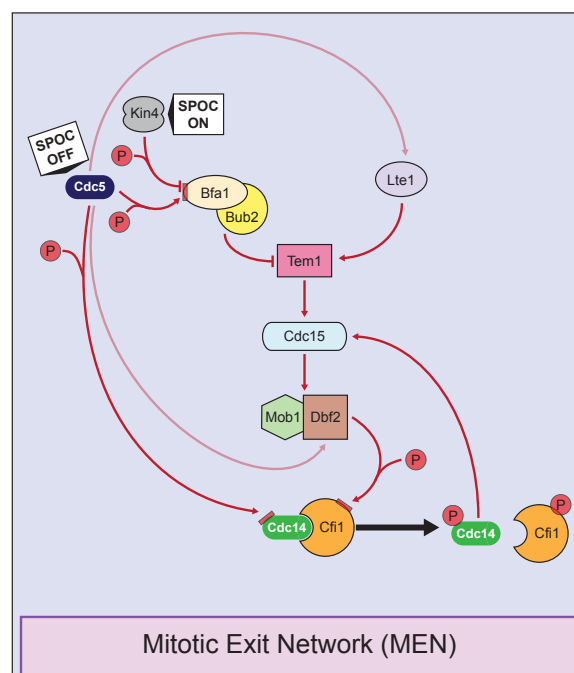 Kin4
SPOC
ON
SPOC
OFF
P
Cdc5
Bfa1
Lte1
P
Bub2
P
Tem1
Cdc15
Mob1
Dbf2
P
P
P
Cdc14
Cfi1
Cdc14
Cfi1
Mitotic Exit Network (MEN)